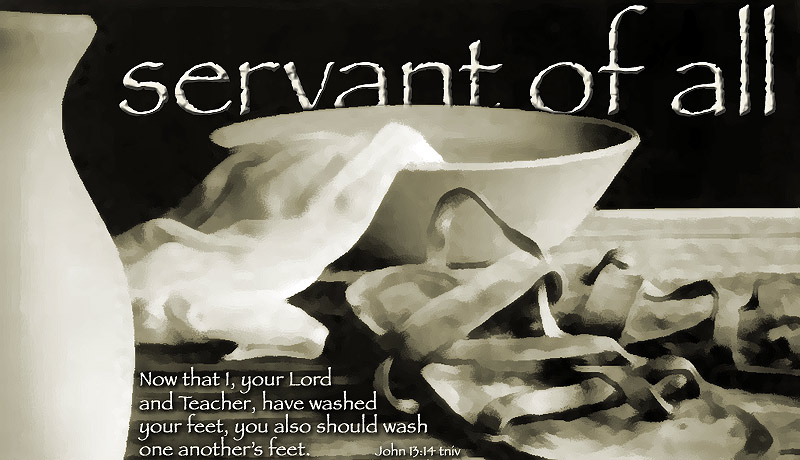 servant of all
Now that I, your Lord
and Teacher, have washed
your feet, you also should wash
one another's feet.
John 13:14 tniv